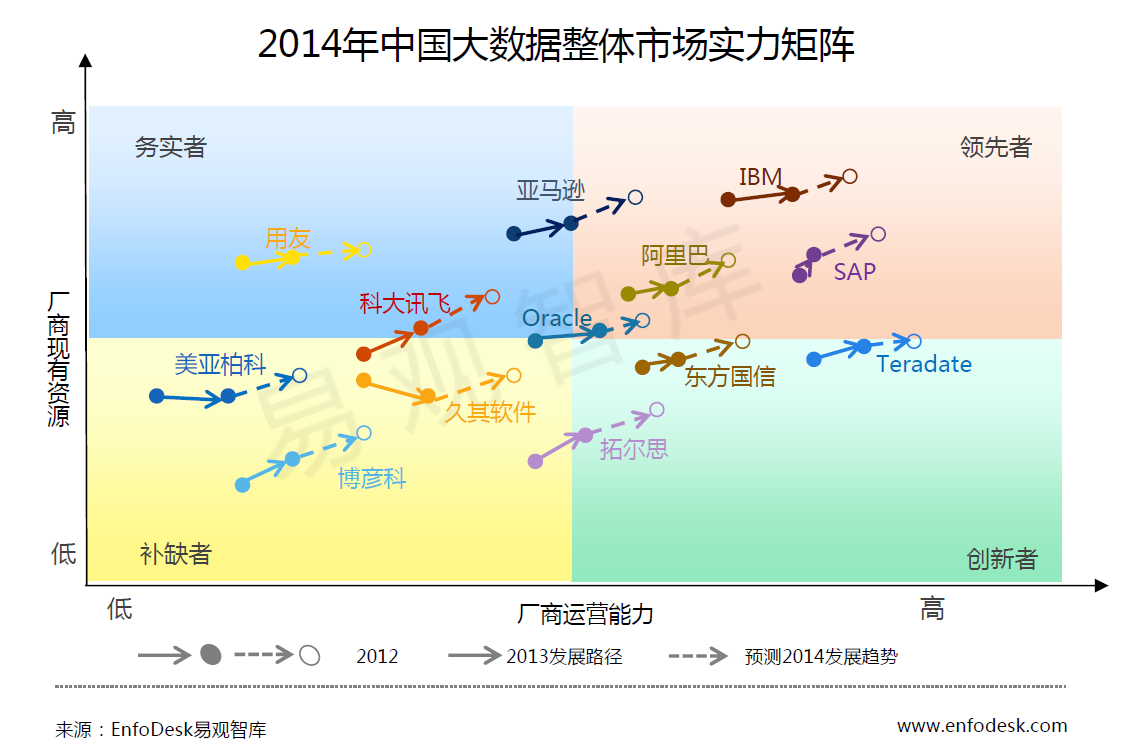 2014年中国大数据整体市场实力矩阵
高
务实者
领先者
IBM
亚马逊
用友
阿里巴
SAP
科大讯飞
Oracle
厂商现有资源
美亚柏科
东方国信
Teradate
久其软件
拓尔思
博彦科
易观智库
低
补缺者
创新者
低
厂商运营能力
高
2012
2013发展路径
预测2014发展趋势
来源：EnfoDesk易观智库
www.enfodesk.com